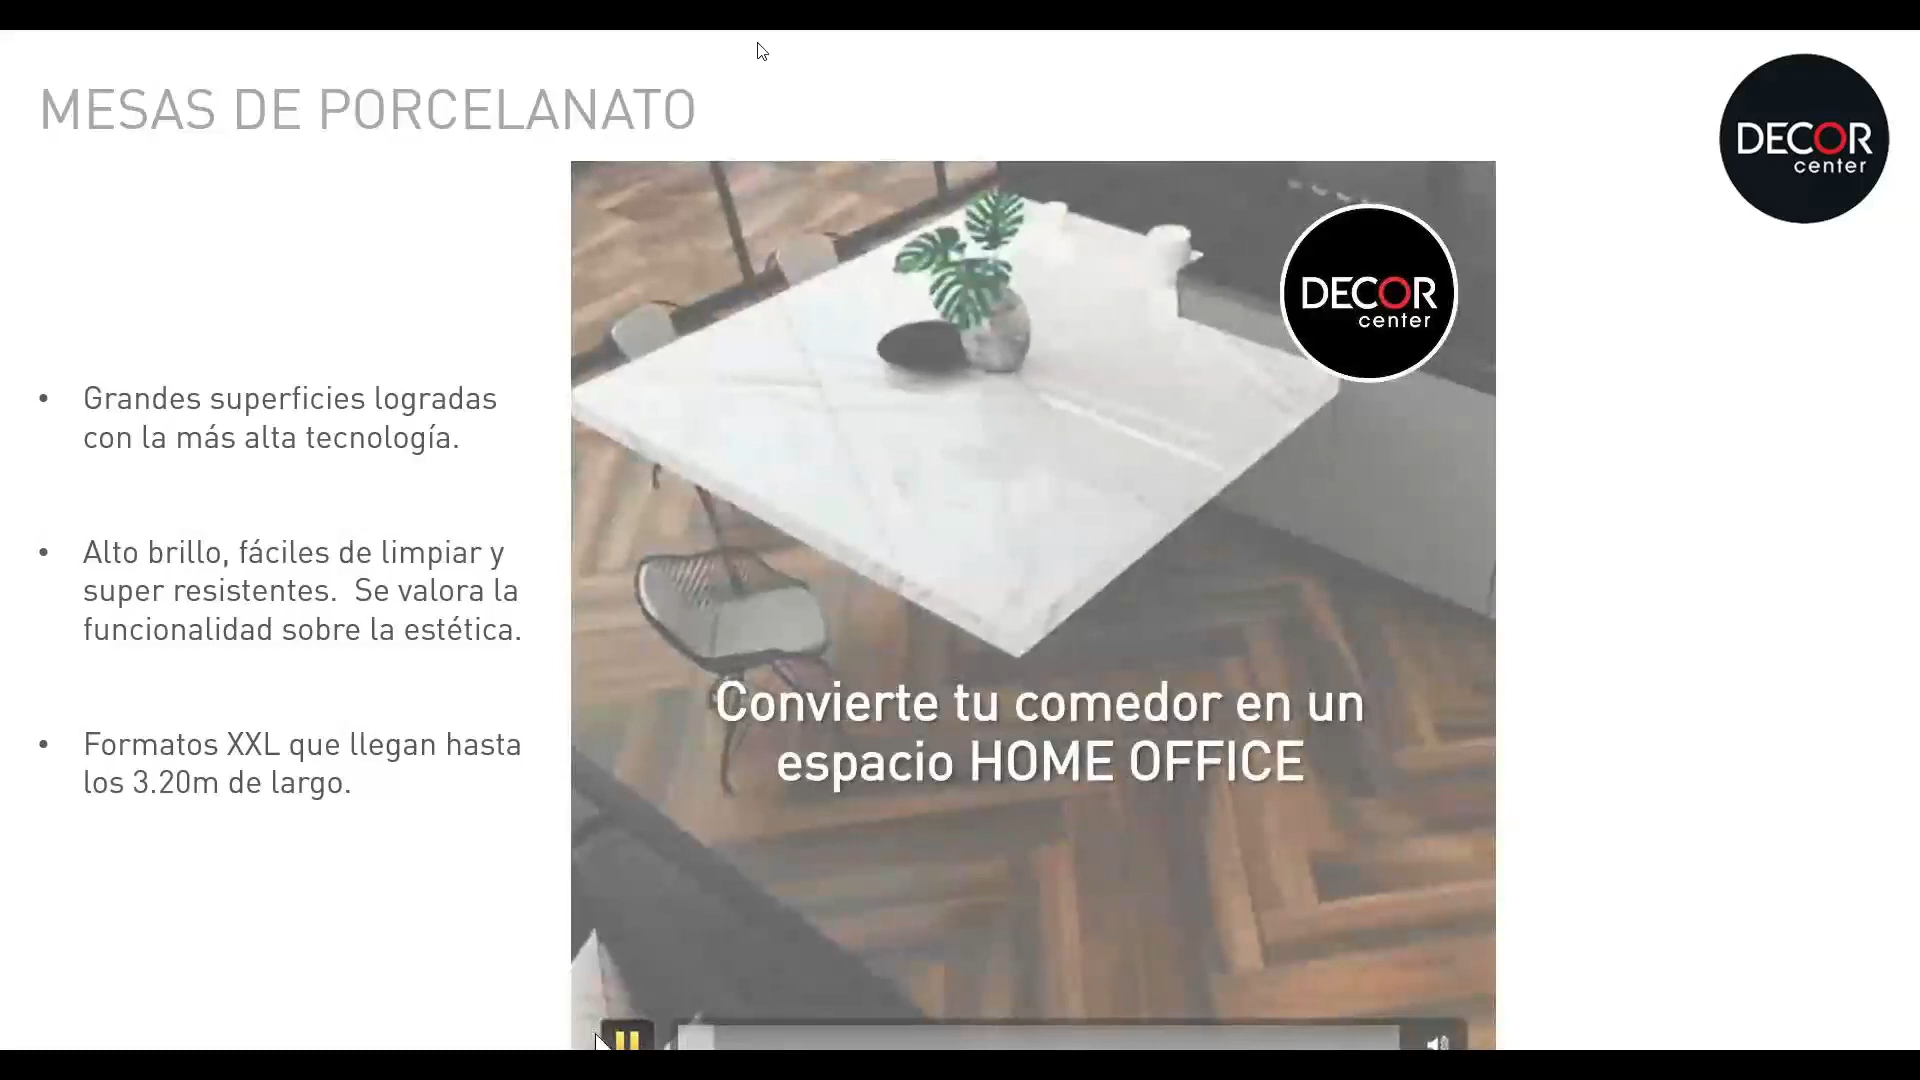 MESAS DE PORCELANATO
DECOR
center
• Grandes superficies logradas
con la más alta tecnología.
• Alto brillo, fáciles de limpiar y
super resistentes.  Se valora la
funcionalidad sobre la estética.
• Formatos XXL que llegan hasta
los 3.20m de largo.
DECOR
center
Convierte tu comedor en un
espacio HOME OFFICE